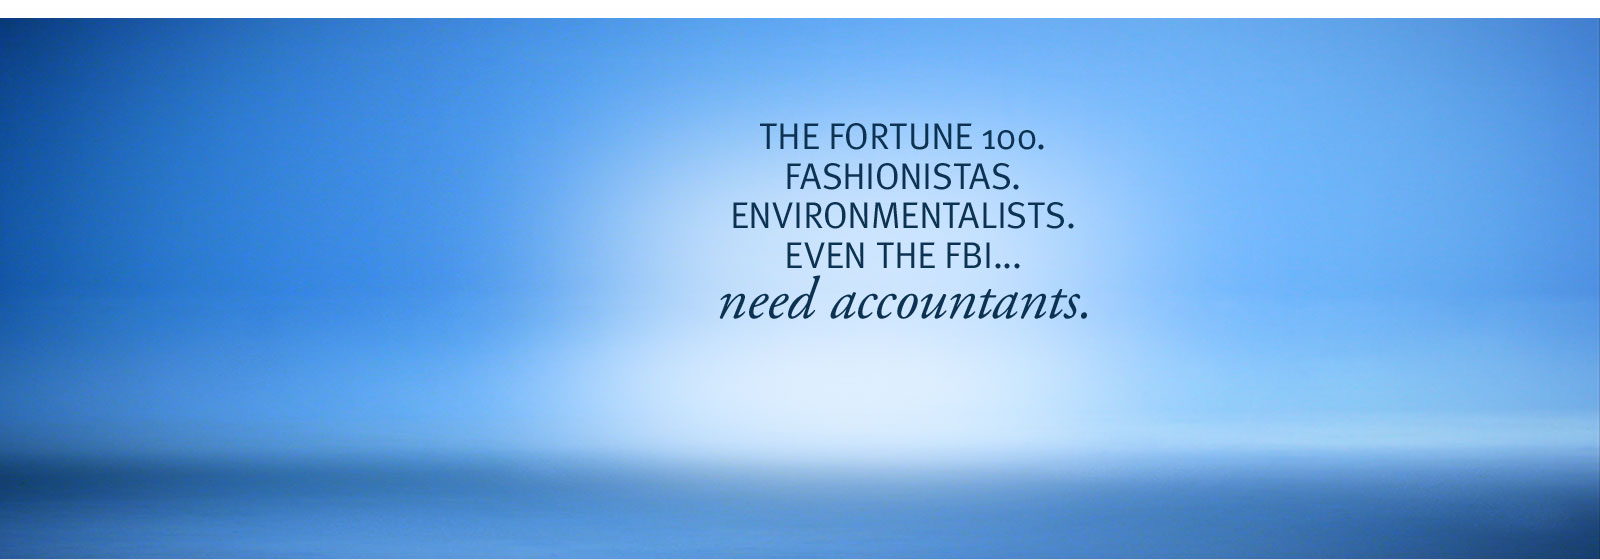 THE FORTUNE 100.
FASHIONISTAS.
ENVIRONMENTALISTS.
EVEN THE FBI...
need accountants.